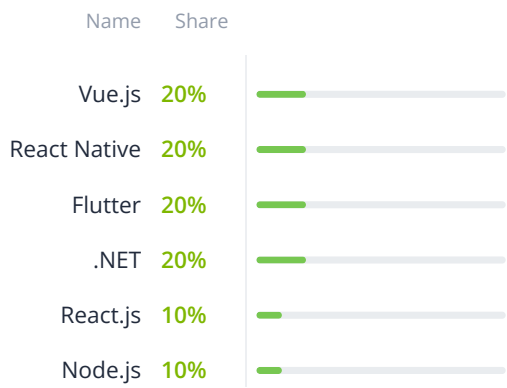 Name Share
Vue.js 20%
React Native 20%
Flutter 20%
.NET 20%
React.js 10%
Node.js 10%